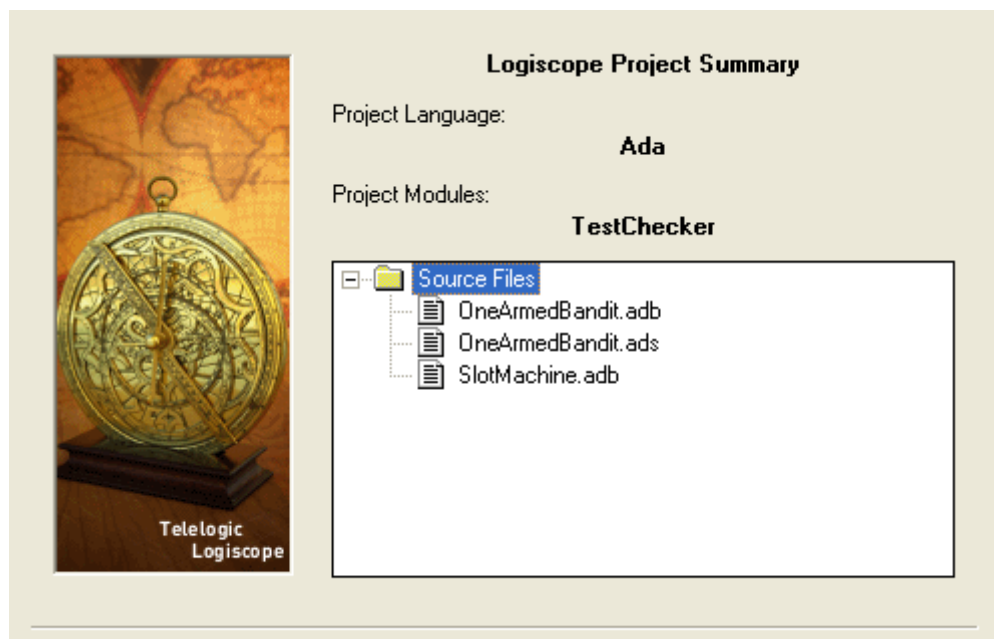 Logiscope Project Summary
Project Language:
Ada
Project Modules:
TestChecker
Source Files
OneArmedBandit.adb
OneArmedBandit.ads
SlotMachine.adb
Telelogic
Logiscope